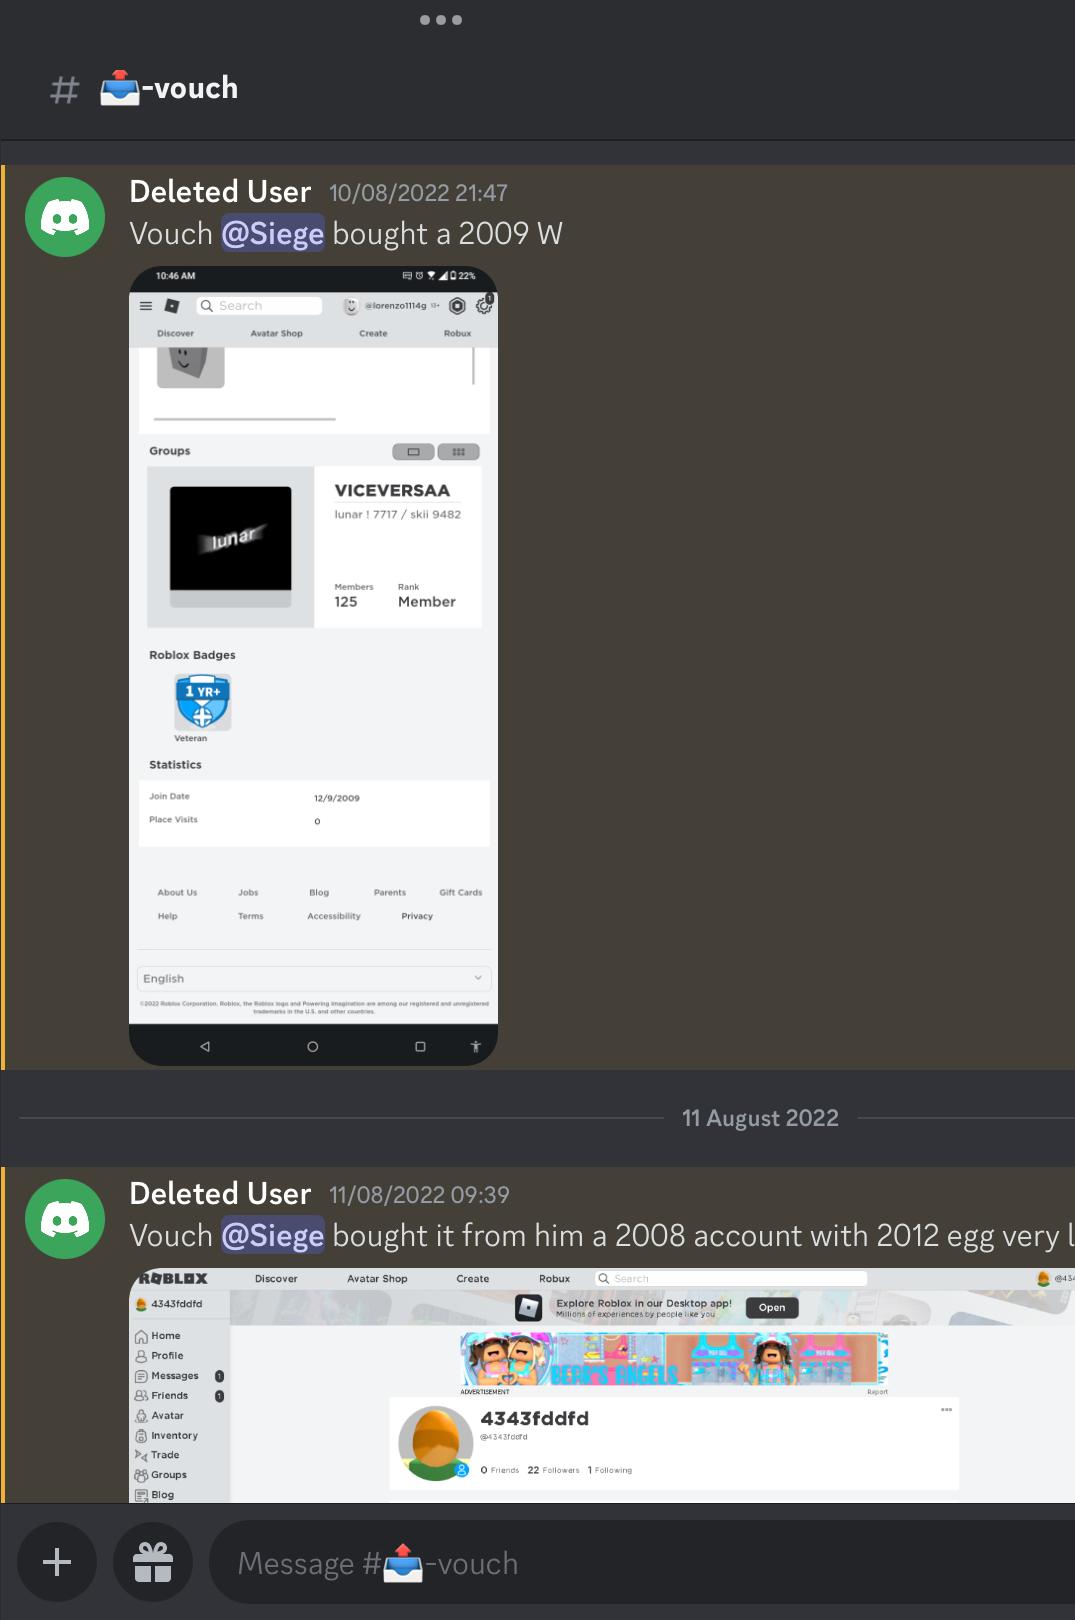 # 📤-vouch
Deleted User 10/08/2022 21:47
Vouch @Siege bought a 2009 W
10:46 AM 22%
Search @lorenzo1114g 13+ 1
Discover Avatar Shop Create Robux
Groups
lunar
VICEVERSAA
lunar ! 7717 / skii 9482
Members Rank
125 Member
Roblox Badges
1 YR+
Veteran
Statistics
Join Date 12/9/2009
Place Visits 0
About Us Jobs Blog Parents Gift Cards
Help Terms Accessibility Privacy
English
©2022 Roblox Corporation. Roblox, the Roblox logo and Powering Imagination are among our registered and unregistered
trademarks in the U.S. and other countries.
11 August 2022
Deleted User 11/08/2022 09:39
Vouch @Siege bought it from him a 2008 account with 2012 egg very l
ROBLOX Discover Avatar Shop Create Robux Search @434
4343fddfd
Explore Roblox in our Desktop app!
Millions of experiences by people like you
Open
Home
Profile
Messages 1
Friends 1
Avatar
Inventory
Trade
Groups
Blog
BEAR'S ANGELS
ADVERTISEMENT Report
4343fddfd
@4343fddfd
0 Friends 22 Followers 1 Following
Message #📤-vouch